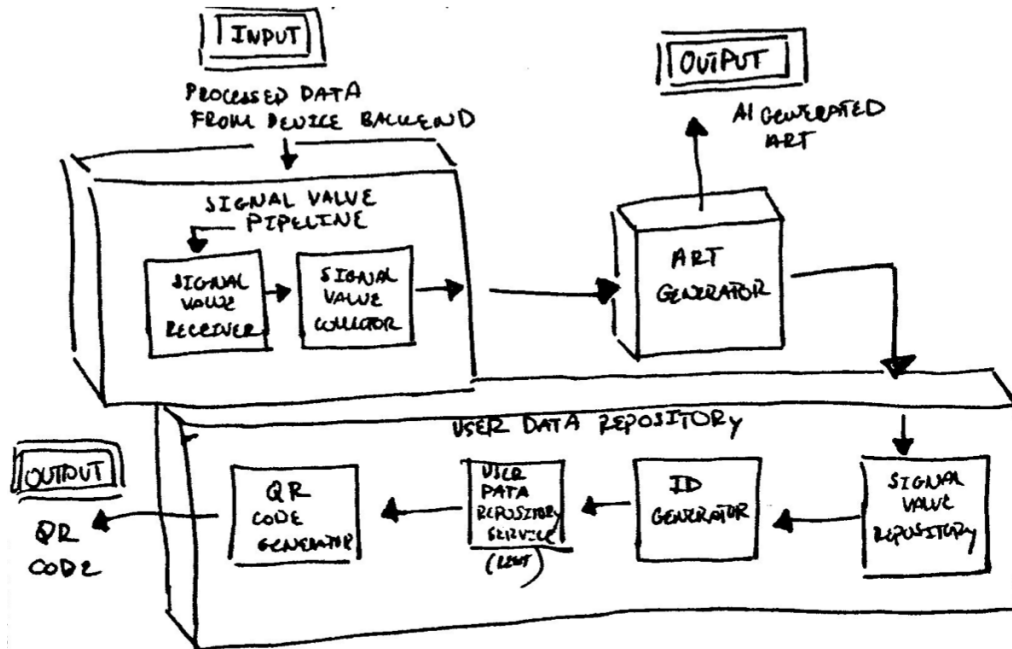 INPUT
PROCESSED DATA
FROM DEVICE BACKEND
OUTPUT
AI GENERATED
ART
SIGNAL VALUE
PIPELINE
SIGNAL
VALUE
RECEIVER
SIGNAL
VALUE
COLLECTOR
ART
GENERATOR
USER DATA REPOSITORY
OUTPUT
QR
CODE
QR
CODE
GENERATOR
USER
DATA
REPOSITORY
SERVICE
(REST)
ID
GENERATOR
SIGNAL
VALUE
REPOSITORY